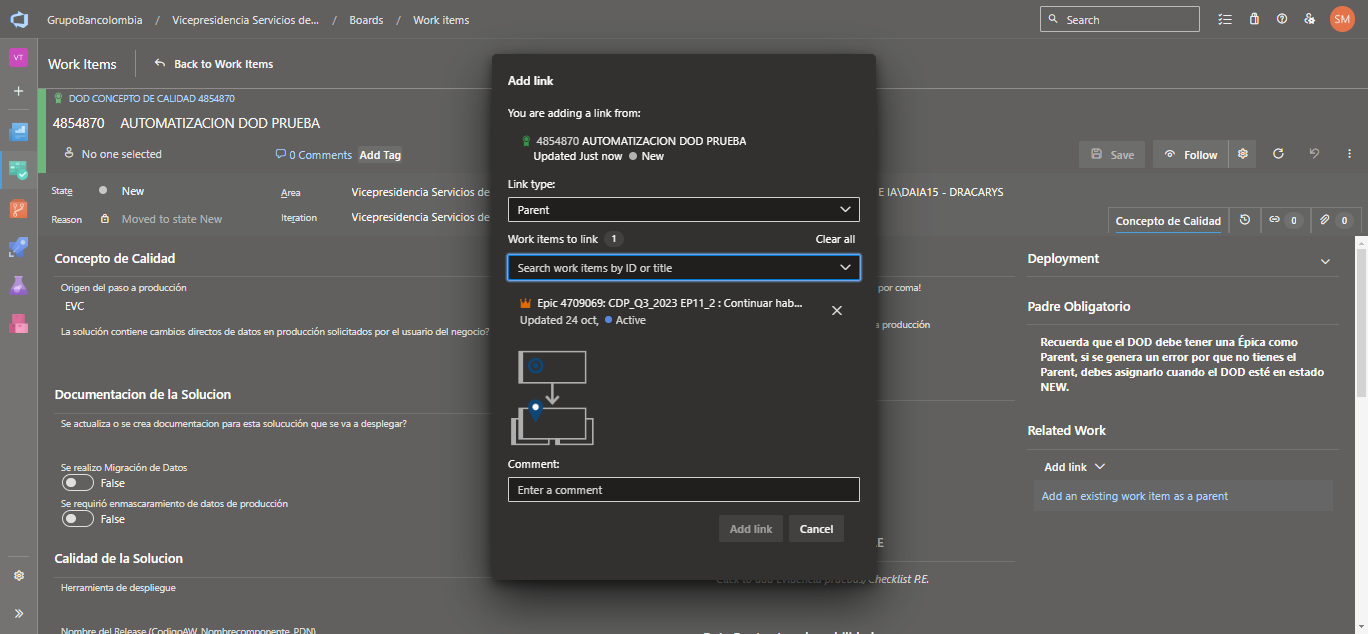 GrupoBancolombia / Vicepresidencia Servicios de... / Boards / Work items
Search
SM
VT
Work Items
Back to Work Items
DOD CONCEPTO DE CALIDAD 4854870
4854870 AUTOMATIZACION DOD PRUEBA
No one selected
0 Comments
Add Tag
Save
Follow
State
New
Area
Vicepresidencia Servicios de
E IA\DAIA15 - DRACARYS
Reason
Moved to state New
Iteration
Vicepresidencia Servicios de
Concepto de Calidad
0
0
Concepto de Calidad
Origen del paso a producción
EVC
La solución contiene cambios directos de datos en producción solicitados por el usuario del negocio?
Documentacion de la Solucion
Se actualiza o se crea documentacion para esta solucución que se va a desplegar?
Se realizo Migración de Datos
False
Se requirió enmascaramiento de datos de producción
False
Calidad de la Solucion
Herramienta de despliegue
Nombre del Release (CodigoAW_Nombrecomponente_PDN)
Add link
You are adding a link from:
4854870 AUTOMATIZACION DOD PRUEBA
Updated Just now
New
Link type:
Parent
Work items to link 1
Clear all
Search work items by ID or title
Epic 4709069: CDP_Q3_2023 EP11_2 : Continuar hab...
Updated 24 oct,
Active
Comment:
Enter a comment
Add link
Cancel
por coma!
a producción
E
Click to add Evidencia pruebas/Checklist P.E.
Deployment
Padre Obligatorio
Recuerda que el DOD debe tener una Épica como
Parent, si se genera un error por que no tienes el
Parent, debes asignarlo cuando el DOD esté en estado
NEW.
Related Work
Add link
Add an existing work item as a parent